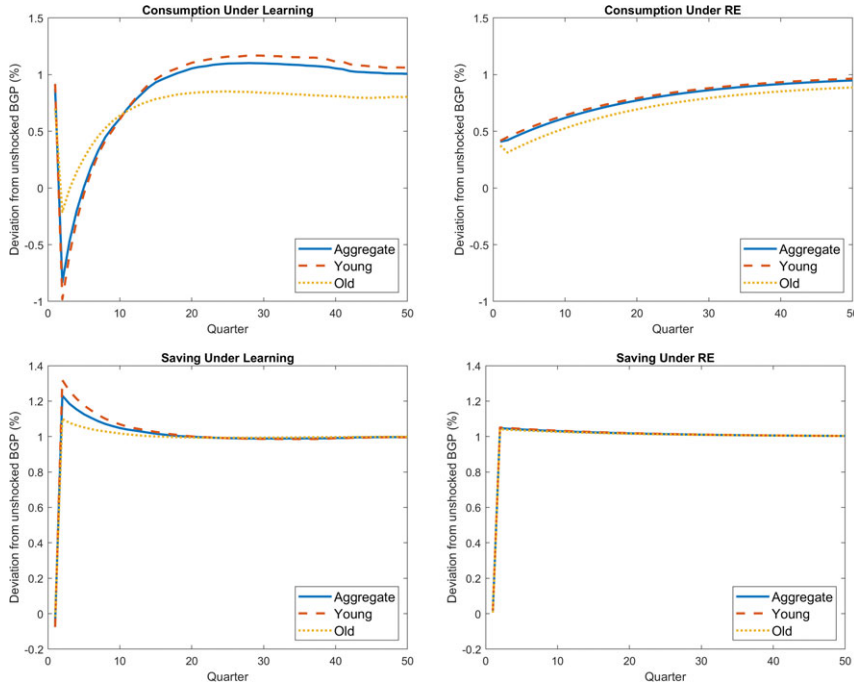 Consumption Under Learning
1.5
1
0.5
0
-0.5
-1
0 10 20 30 40 50
Quarter
Deviation from unshocked BGP (%)
Aggregate
Young
Old
Consumption Under RE
1.5
1
0.5
0
-0.5
-1
0 10 20 30 40 50
Quarter
Deviation from unshocked BGP (%)
Aggregate
Young
Old
Saving Under Learning
1.4
1.2
1
0.8
0.6
0.4
0.2
0
-0.2
0 10 20 30 40 50
Quarter
Deviation from unshocked BGP (%)
Aggregate
Young
Old
Saving Under RE
1.4
1.2
1
0.8
0.6
0.4
0.2
0
-0.2
0 10 20 30 40 50
Quarter
Deviation from unshocked BGP (%)
Aggregate
Young
Old